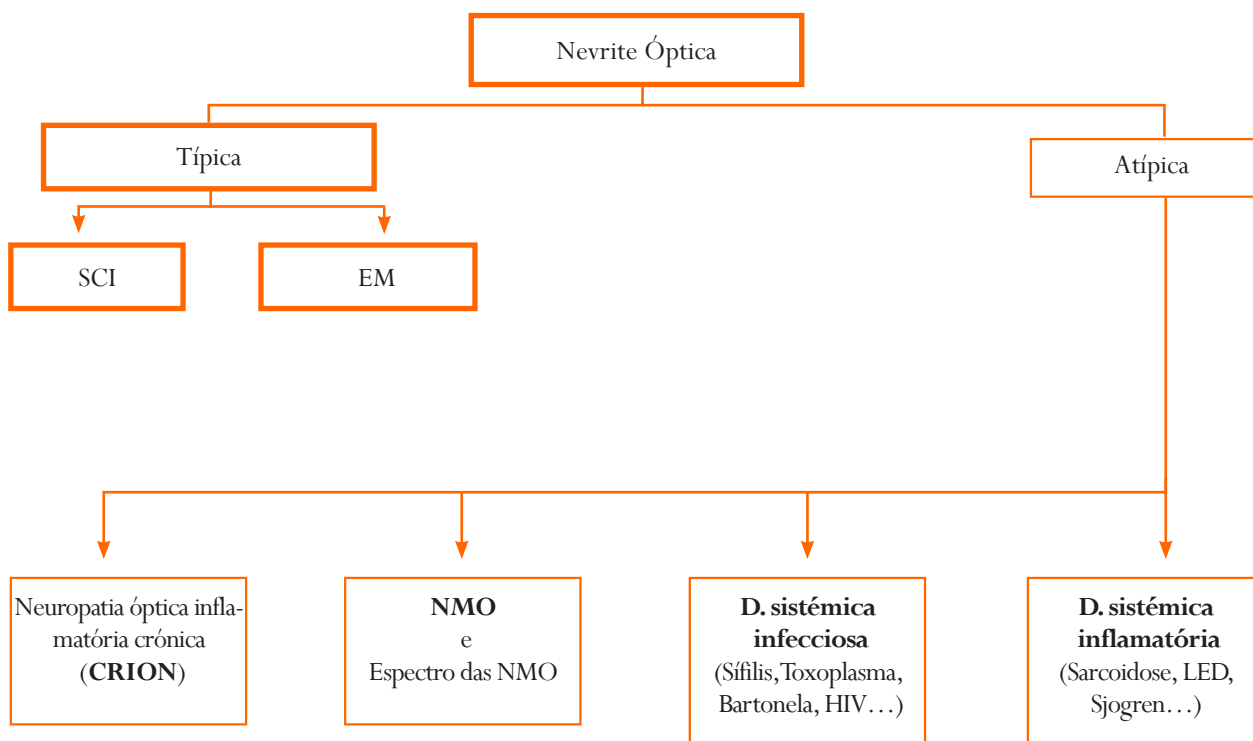 Nevrite Óptica
Típica
Atípica
SCI
EM
Neuropatia óptica infla-
matória crónica
(CRION)
NMO
e
Espectro das NMO
D. sistémica
infecciosa
(Sífilis, Toxoplasma,
Bartonela, HIV…)
D. sistémica
inflamatória
(Sarcoidose, LED,
Sjogren…)